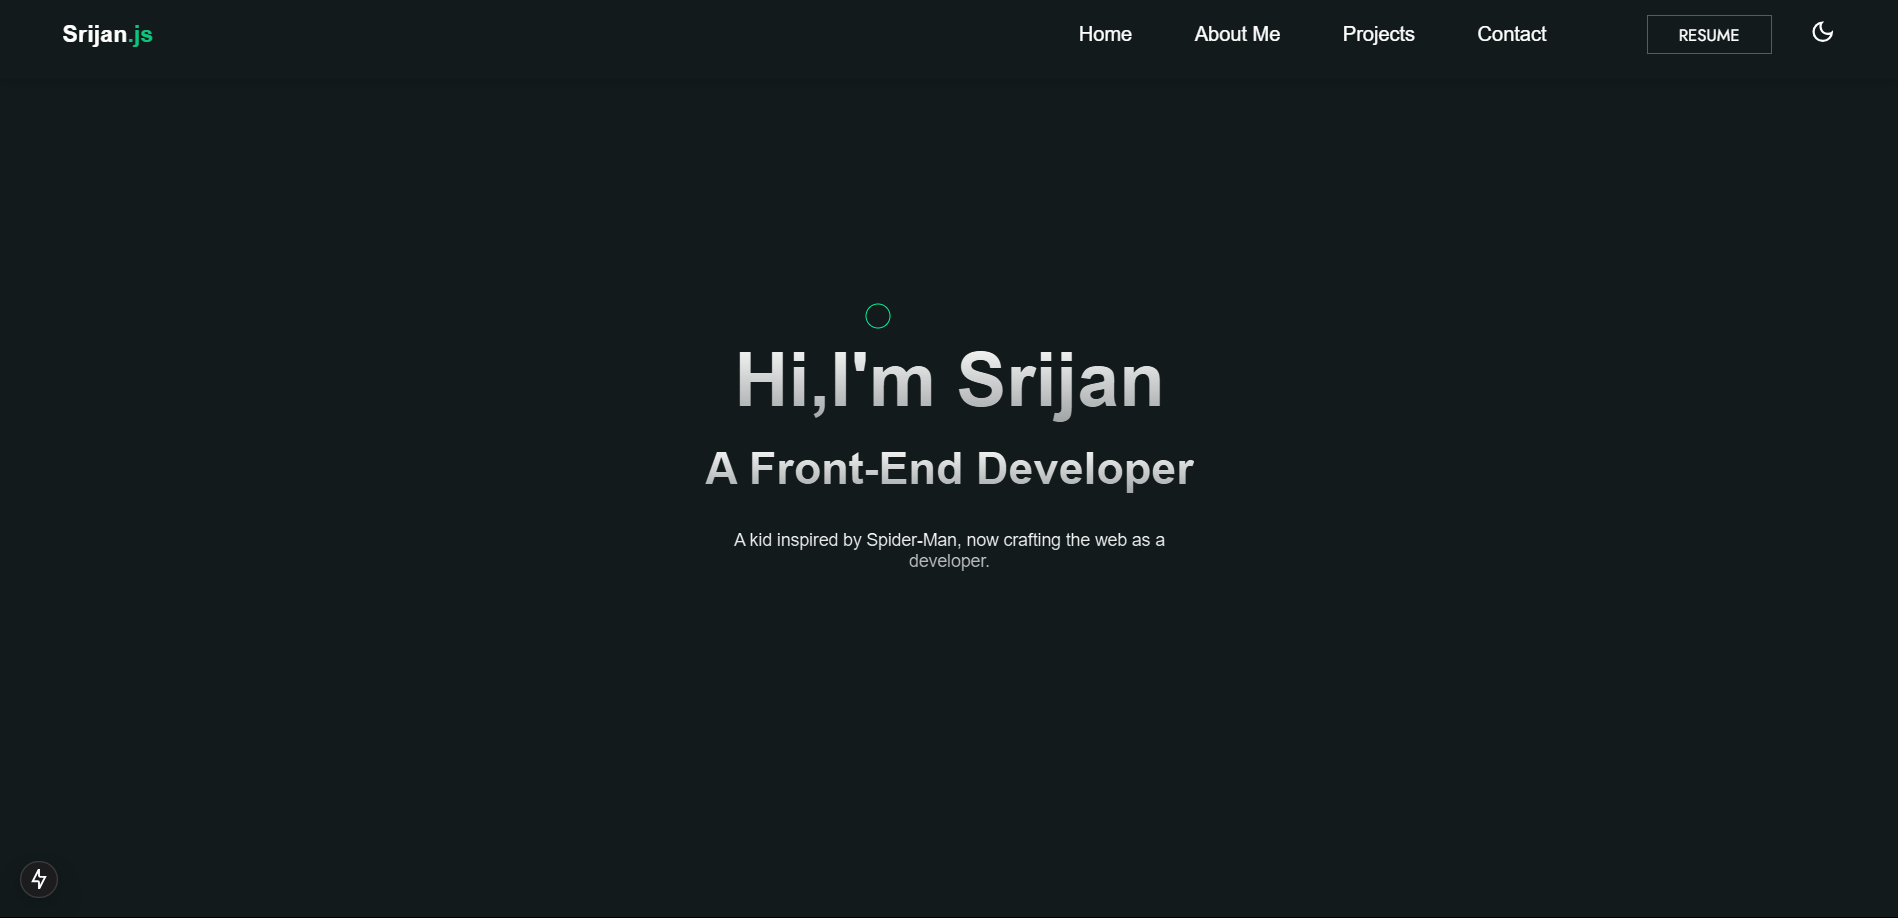 Srijan.js
Home About Me Projects Contact RESUME
Hi,I'm Srijan
A Front-End Developer
A kid inspired by Spider-Man, now crafting the web as a
developer.